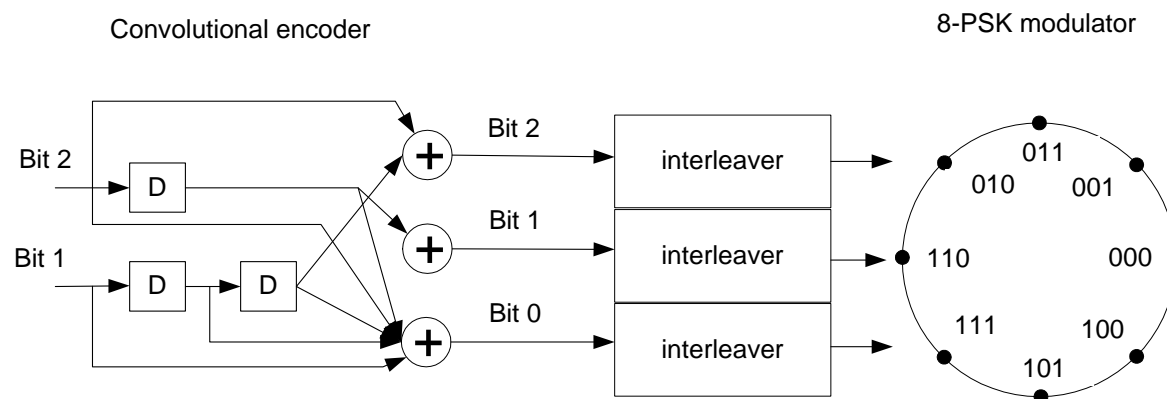 Convolutional encoder
8-PSK modulator
Bit 2
D
Bit 1
D
D
+
+
+
Bit 2
Bit 1
Bit 0
interleaver
interleaver
interleaver
011
010
001
110
000
111
100
101